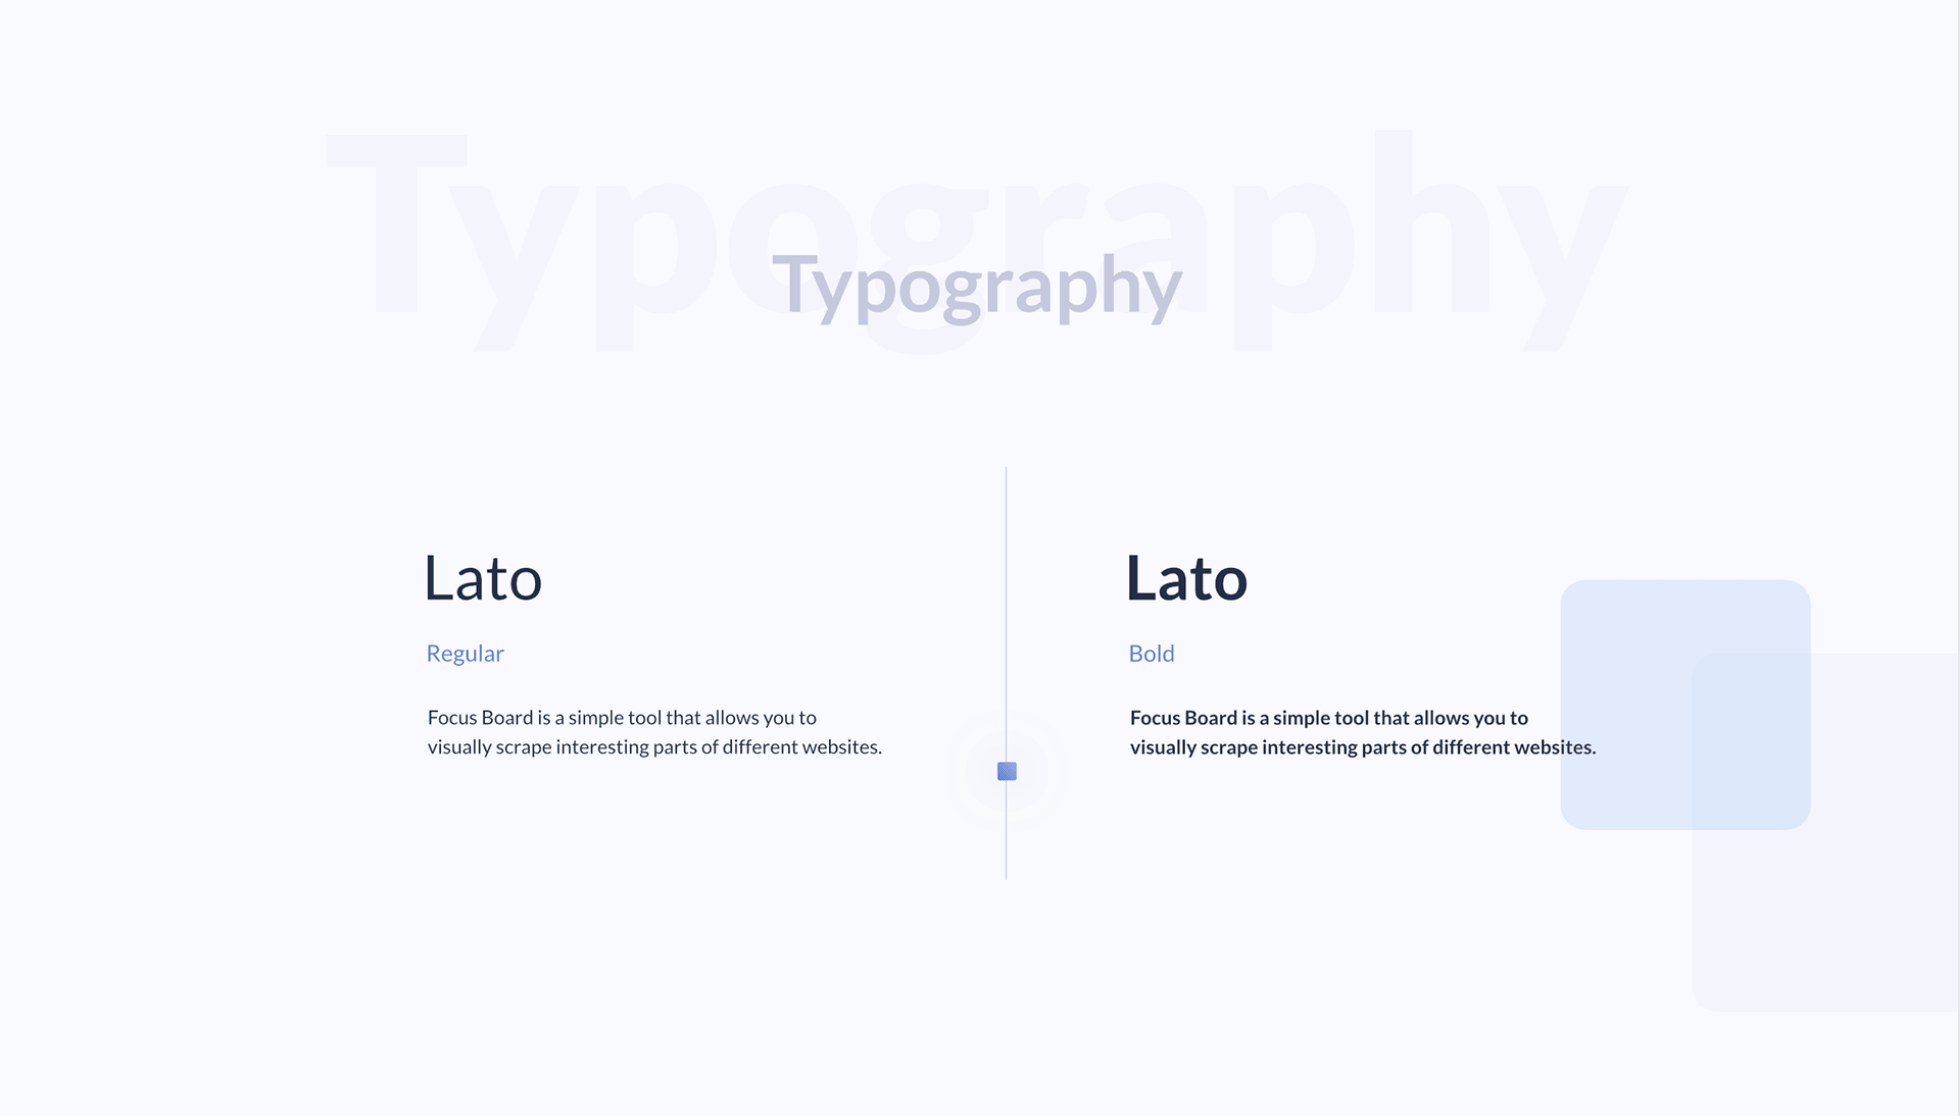 Typography
Typography
Lato
Regular
Focus Board is a simple tool that allows you to
visually scrape interesting parts of different websites.
Lato
Bold
Focus Board is a simple tool that allows you to
visually scrape interesting parts of different websites.